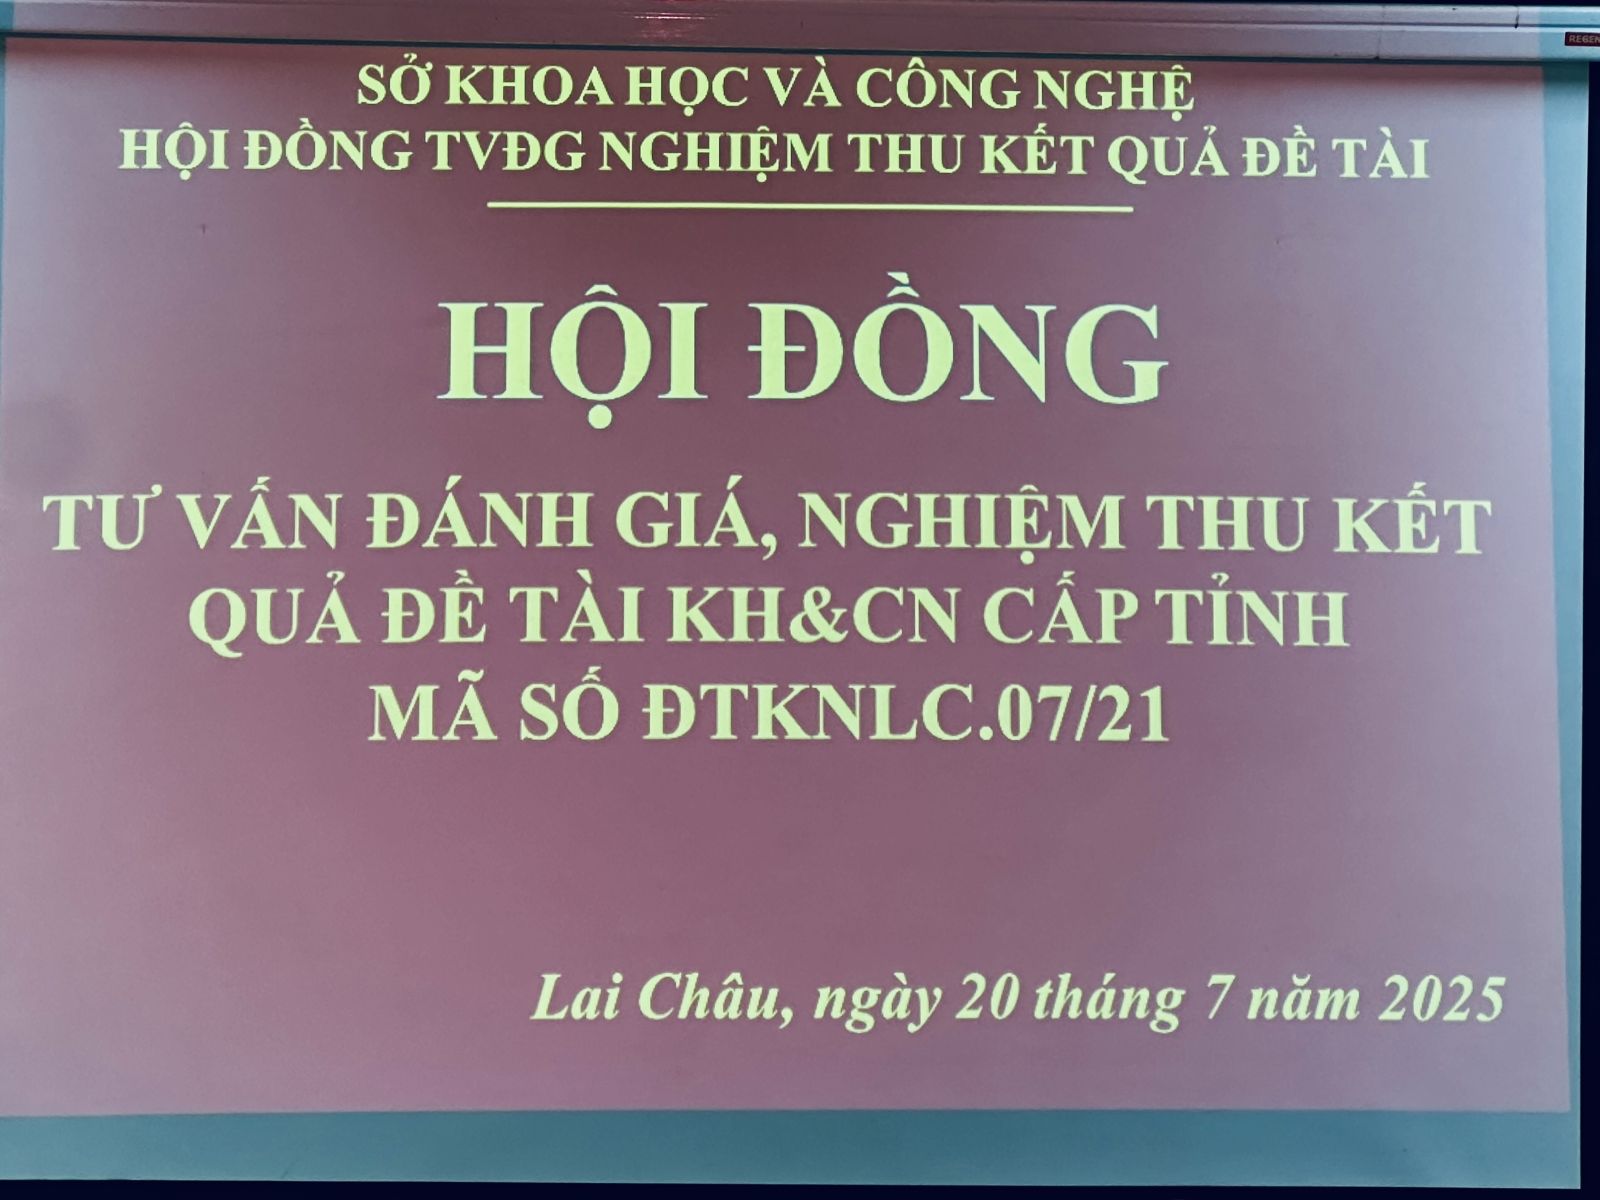 REGEN
SỞ KHOA HỌC VÀ CÔNG NGHỆ
HỘI ĐỒNG TVĐG NGHIỆM THU KẾT QUẢ ĐỀ TÀI
HỘI ĐỒNG
TƯ VẤN ĐÁNH GIÁ, NGHIỆM THU KẾT
QUẢ ĐỀ TÀI KH&CN CẤP TỈNH
MÃ SỐ ĐTKNLC.07/21
Lai Châu, ngày 20 tháng 7 năm 2025